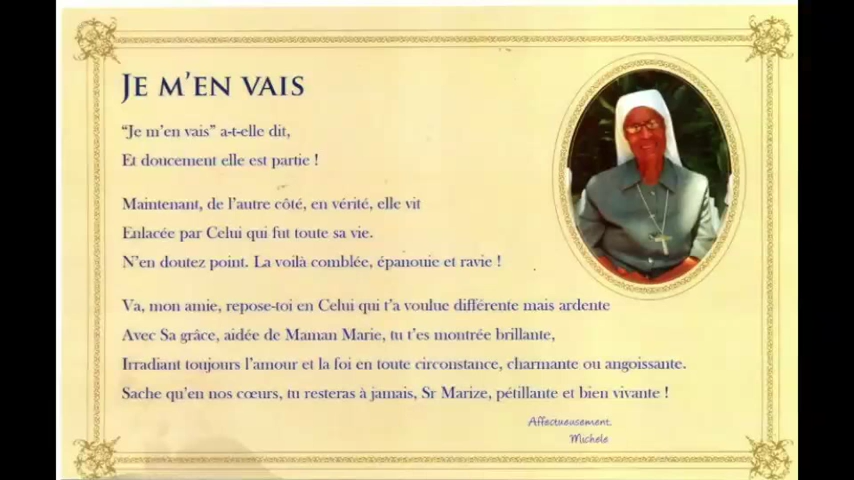 JE M'EN VAIS
“Je m'en vais” a-t-elle dit,
Et doucement elle est partie !
Maintenant, de l'autre côté, en vérité, elle vit
Enlacée par Celui qui fut toute sa vie.
N'en doutez point. La voilà comblée, épanouie et ravie !
Va, mon amie, repose-toi en Celui qui t'a voulue différente mais ardente
Avec Sa grâce, aidée de Maman Marie, tu t'es montrée brillante,
Irradiant toujours l'amour et la foi en toute circonstance, charmante ou angoissante.
Sache qu'en nos cœurs, tu resteras à jamais, Sr Marize, pétillante et bien vivante !
Affectueusement
Michele